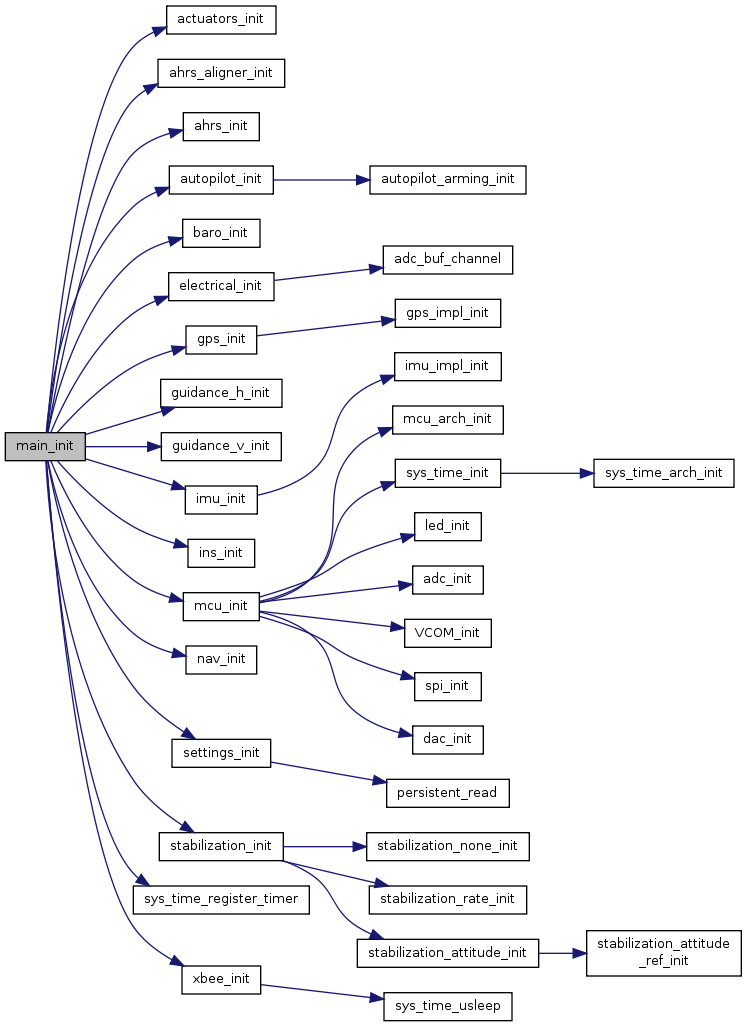 actuators_init
ahrs_aligner_init
ahrs_init
autopilot_init
autopilot_arming_init
baro_init
electrical_init
adc_buf_channel
gps_init
gps_impl_init
imu_impl_init
guidance_h_init
mcu_arch_init
main_init
guidance_v_init
sys_time_init
sys_time_arch_init
imu_init
led_init
ins_init
adc_init
mcu_init
VCOM_init
nav_init
spi_init
settings_init
dac_init
persistent_read
stabilization_init
stabilization_none_init
sys_time_register_timer
stabilization_rate_init
stabilization_attitude_init
stabilization_attitude
_ref_init
xbee_init
sys_time_usleep